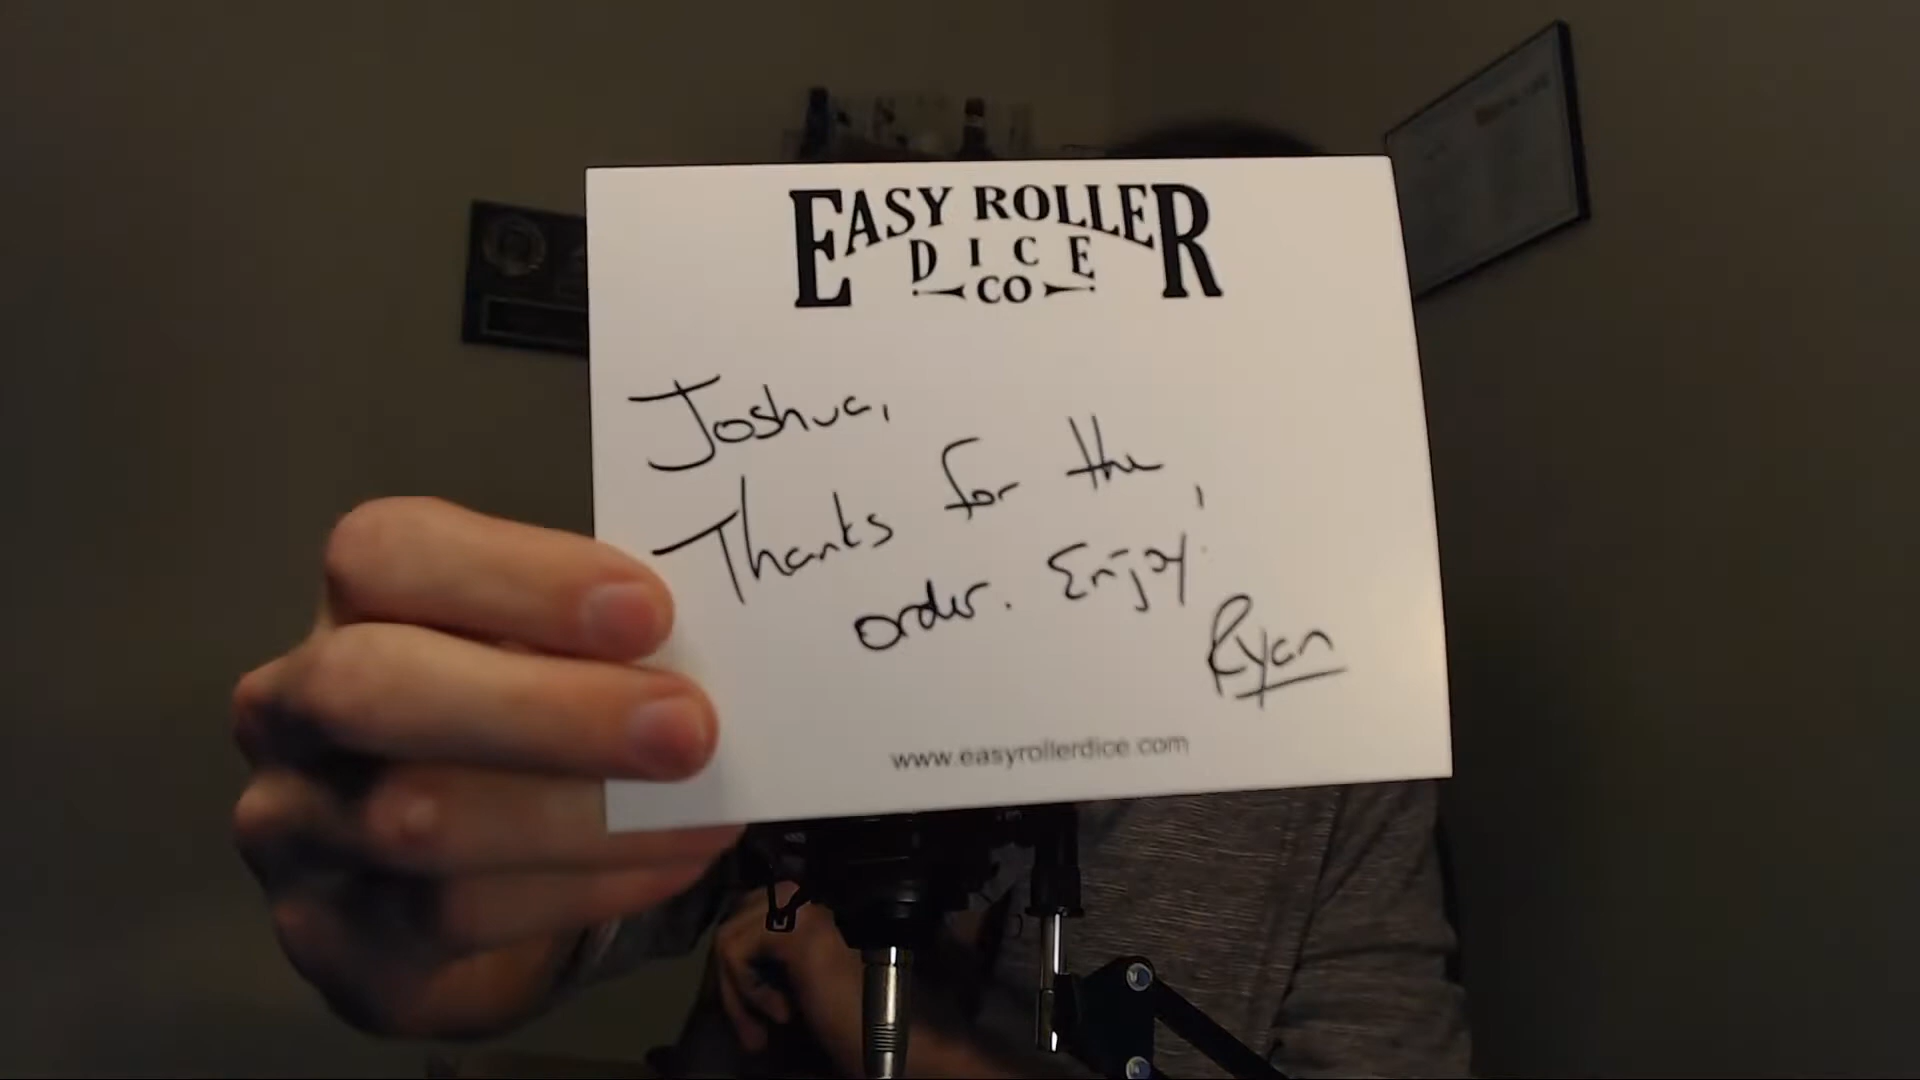 EASY ROLLER
DICE
CO
Joshua,
Thanks for the
order. Enjoy!
Ryan
www.easyrollerdice.com